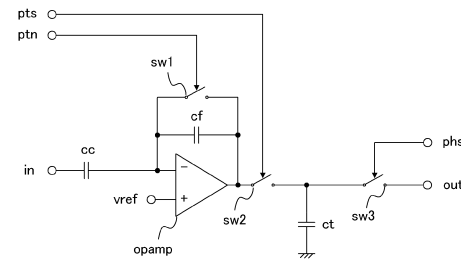 pts
ptn
sw1
cf
cc
in
−
vref
+
opamp
sw2
ct
sw3
phs
out